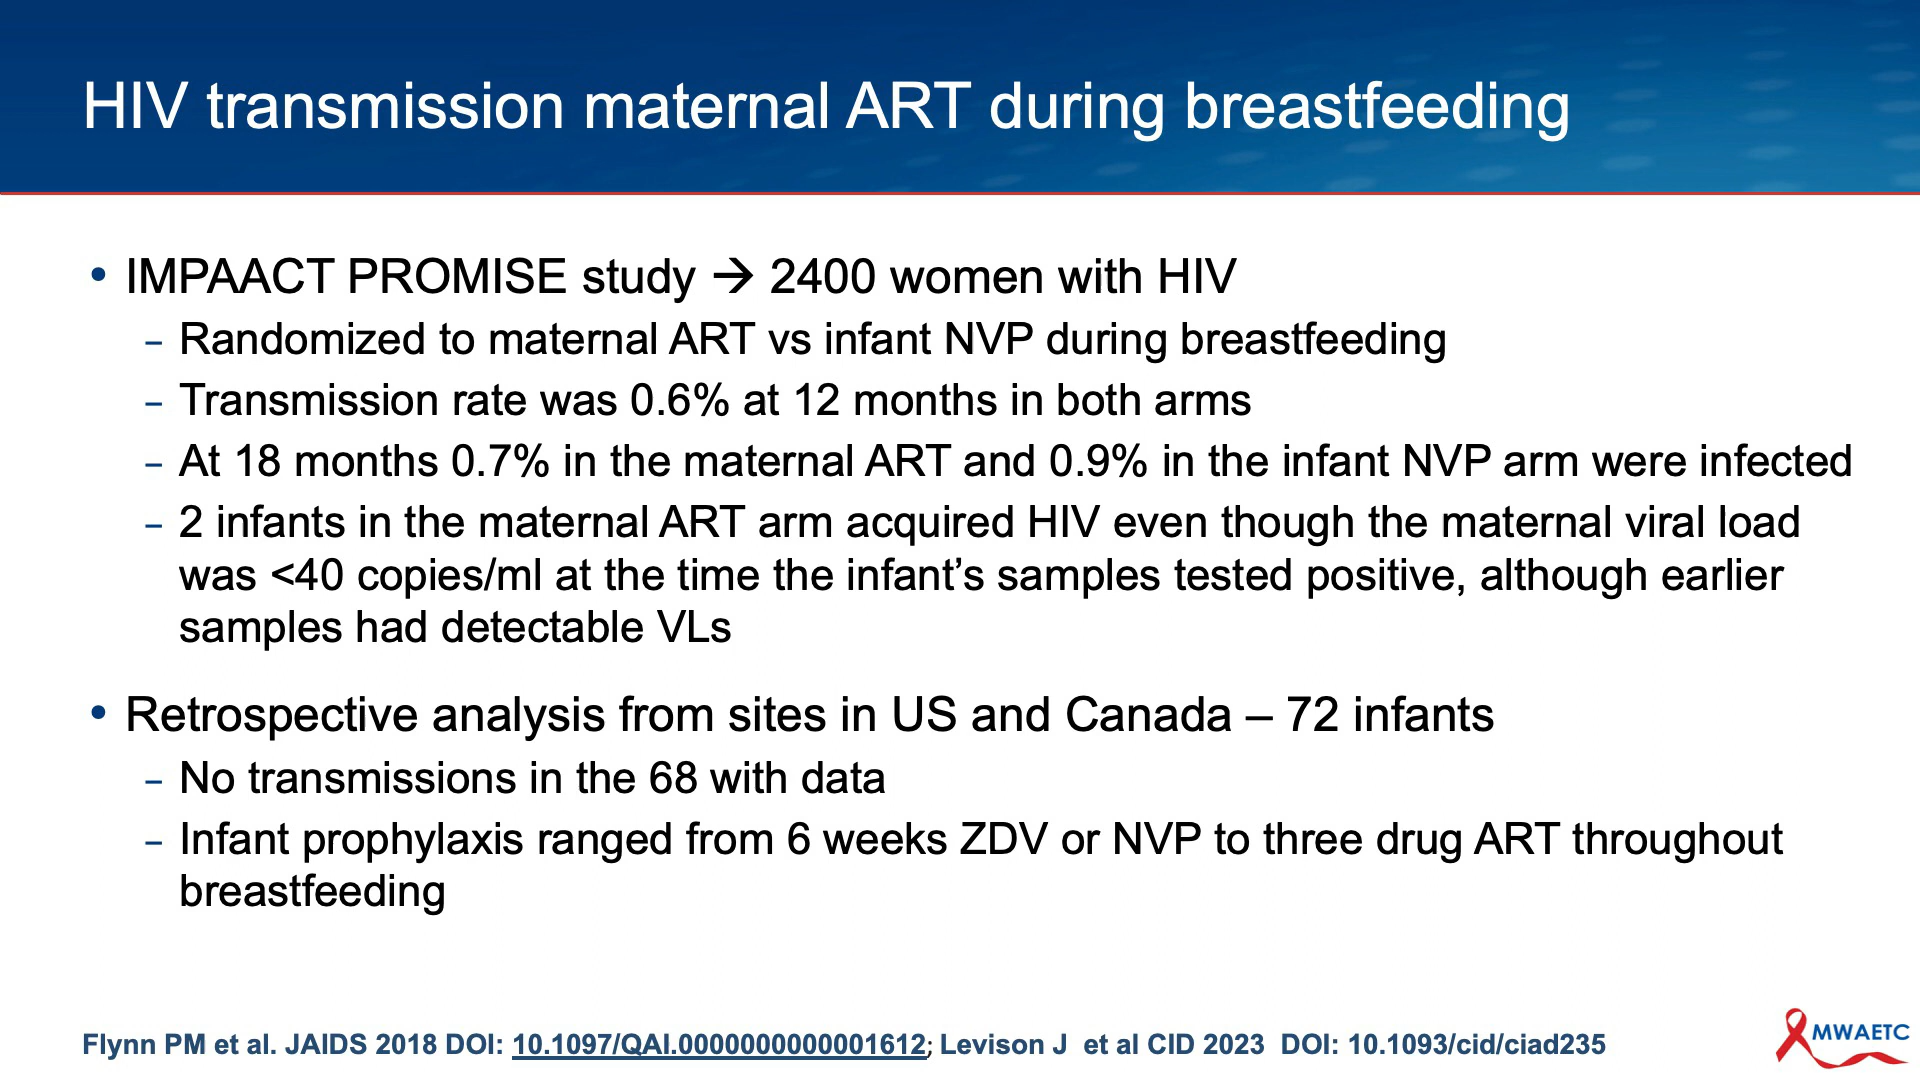 HIV transmission maternal ART during breastfeeding
• IMPAACT PROMISE study → 2400 women with HIV
– Randomized to maternal ART vs infant NVP during breastfeeding
– Transmission rate was 0.6% at 12 months in both arms
– At 18 months 0.7% in the maternal ART and 0.9% in the infant NVP arm were infected
– 2 infants in the maternal ART arm acquired HIV even though the maternal viral load
was <40 copies/ml at the time the infant’s samples tested positive, although earlier
samples had detectable VLs
• Retrospective analysis from sites in US and Canada – 72 infants
– No transmissions in the 68 with data
– Infant prophylaxis ranged from 6 weeks ZDV or NVP to three drug ART throughout
breastfeeding
Flynn PM et al. JAIDS 2018 DOI: 10.1097/QAI.0000000000001612; Levison J et al CID 2023 DOI: 10.1093/cid/ciad235
MWAETC